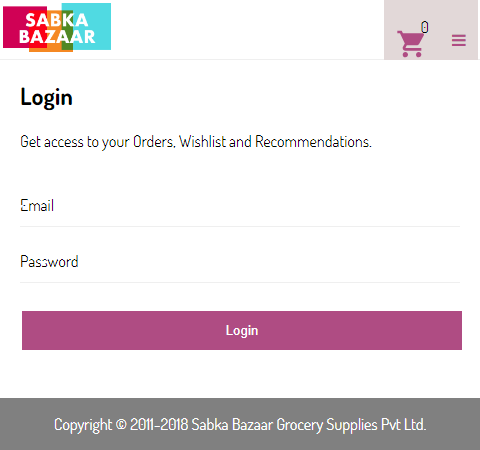 SABKA
BAZAAR
0
Login
Get access to your Orders, Wishlist and Recommendations.
Email
Password
Login
Copyright © 2011-2018 Sabka Bazaar Grocery Supplies Pvt Ltd.